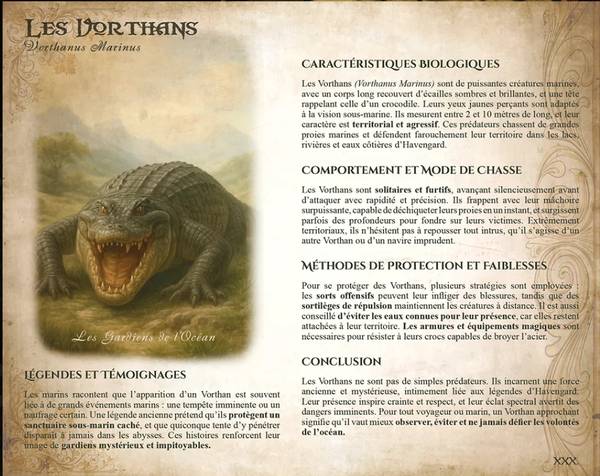 Les Vorthans
Vorthanus Marinus
Les Gardiens de l'Océan
Légendes et témoignages
Les marins racontent que l'apparition d'un Vorthan est souvent
liée à de grands événements marins : une tempête imminente ou un
naufrage certain. Une légende ancienne prétend qu'ils protègent un
sanctuaire sous-marin caché, et que quiconque tente d'y pénétrer
disparaît à jamais dans les abysses. Ces histoires renforcent leur
image de gardiens mystérieux et impitoyables.
Caractéristiques biologiques
Les Vorthans (Vorthanus Marinus) sont de puissantes créatures marines,
avec un corps long recouvert d'écailles sombres et brillantes, et une tête
rappelant celle d'un crocodile. Leurs yeux jaunes perçants sont adaptés
à la vision sous-marine. Ils mesurent entre 2 et 10 mètres de long, et leur
caractère est territorial et agressif. Ces prédateurs chassent de grandes
proies marines et défendent farouchement leur territoire dans les lacs,
rivières et eaux côtières d'Havengard.
Comportement et Mode de Chasse
Les Vorthans sont solitaires et furtifs, avançant silencieusement avant
d'attaquer avec rapidité et précision. Ils frappent avec leur mâchoire
surpuissante, capable de déchiqueter leurs proies en un instant, et surgissent
parfois des profondeurs pour fondre sur leurs victimes. Extrêmement
territoriaux, ils n'hésitent pas à repousser tout intrus, qu'il s'agisse d'un
autre Vorthan ou d'un navire imprudent.
Méthodes de Protection et Faiblesses
Pour se protéger des Vorthans, plusieurs stratégies sont employées :
les sorts offensifs peuvent leur infliger des blessures, tandis que des
sortilèges de répulsion maintiennent les créatures à distance. Il est aussi
conseillé d'éviter les eaux connues pour leur présence, car elles restent
attachées à leur territoire. Les armures et équipements magiques sont
nécessaires pour résister à leurs crocs capables de broyer l'acier.
Conclusion
Les Vorthans ne sont pas de simples prédateurs. Ils incarnent une force
ancienne et mystérieuse, intimement liée aux légendes d'Havengard.
Leur présence inspire crainte et respect, et leur éclat spectral avertit des
dangers imminents. Pour tout voyageur ou marin, un Vorthan approchant
signifie qu'il vaut mieux observer, éviter et ne jamais défier les volontés
de l'océan.
XXX